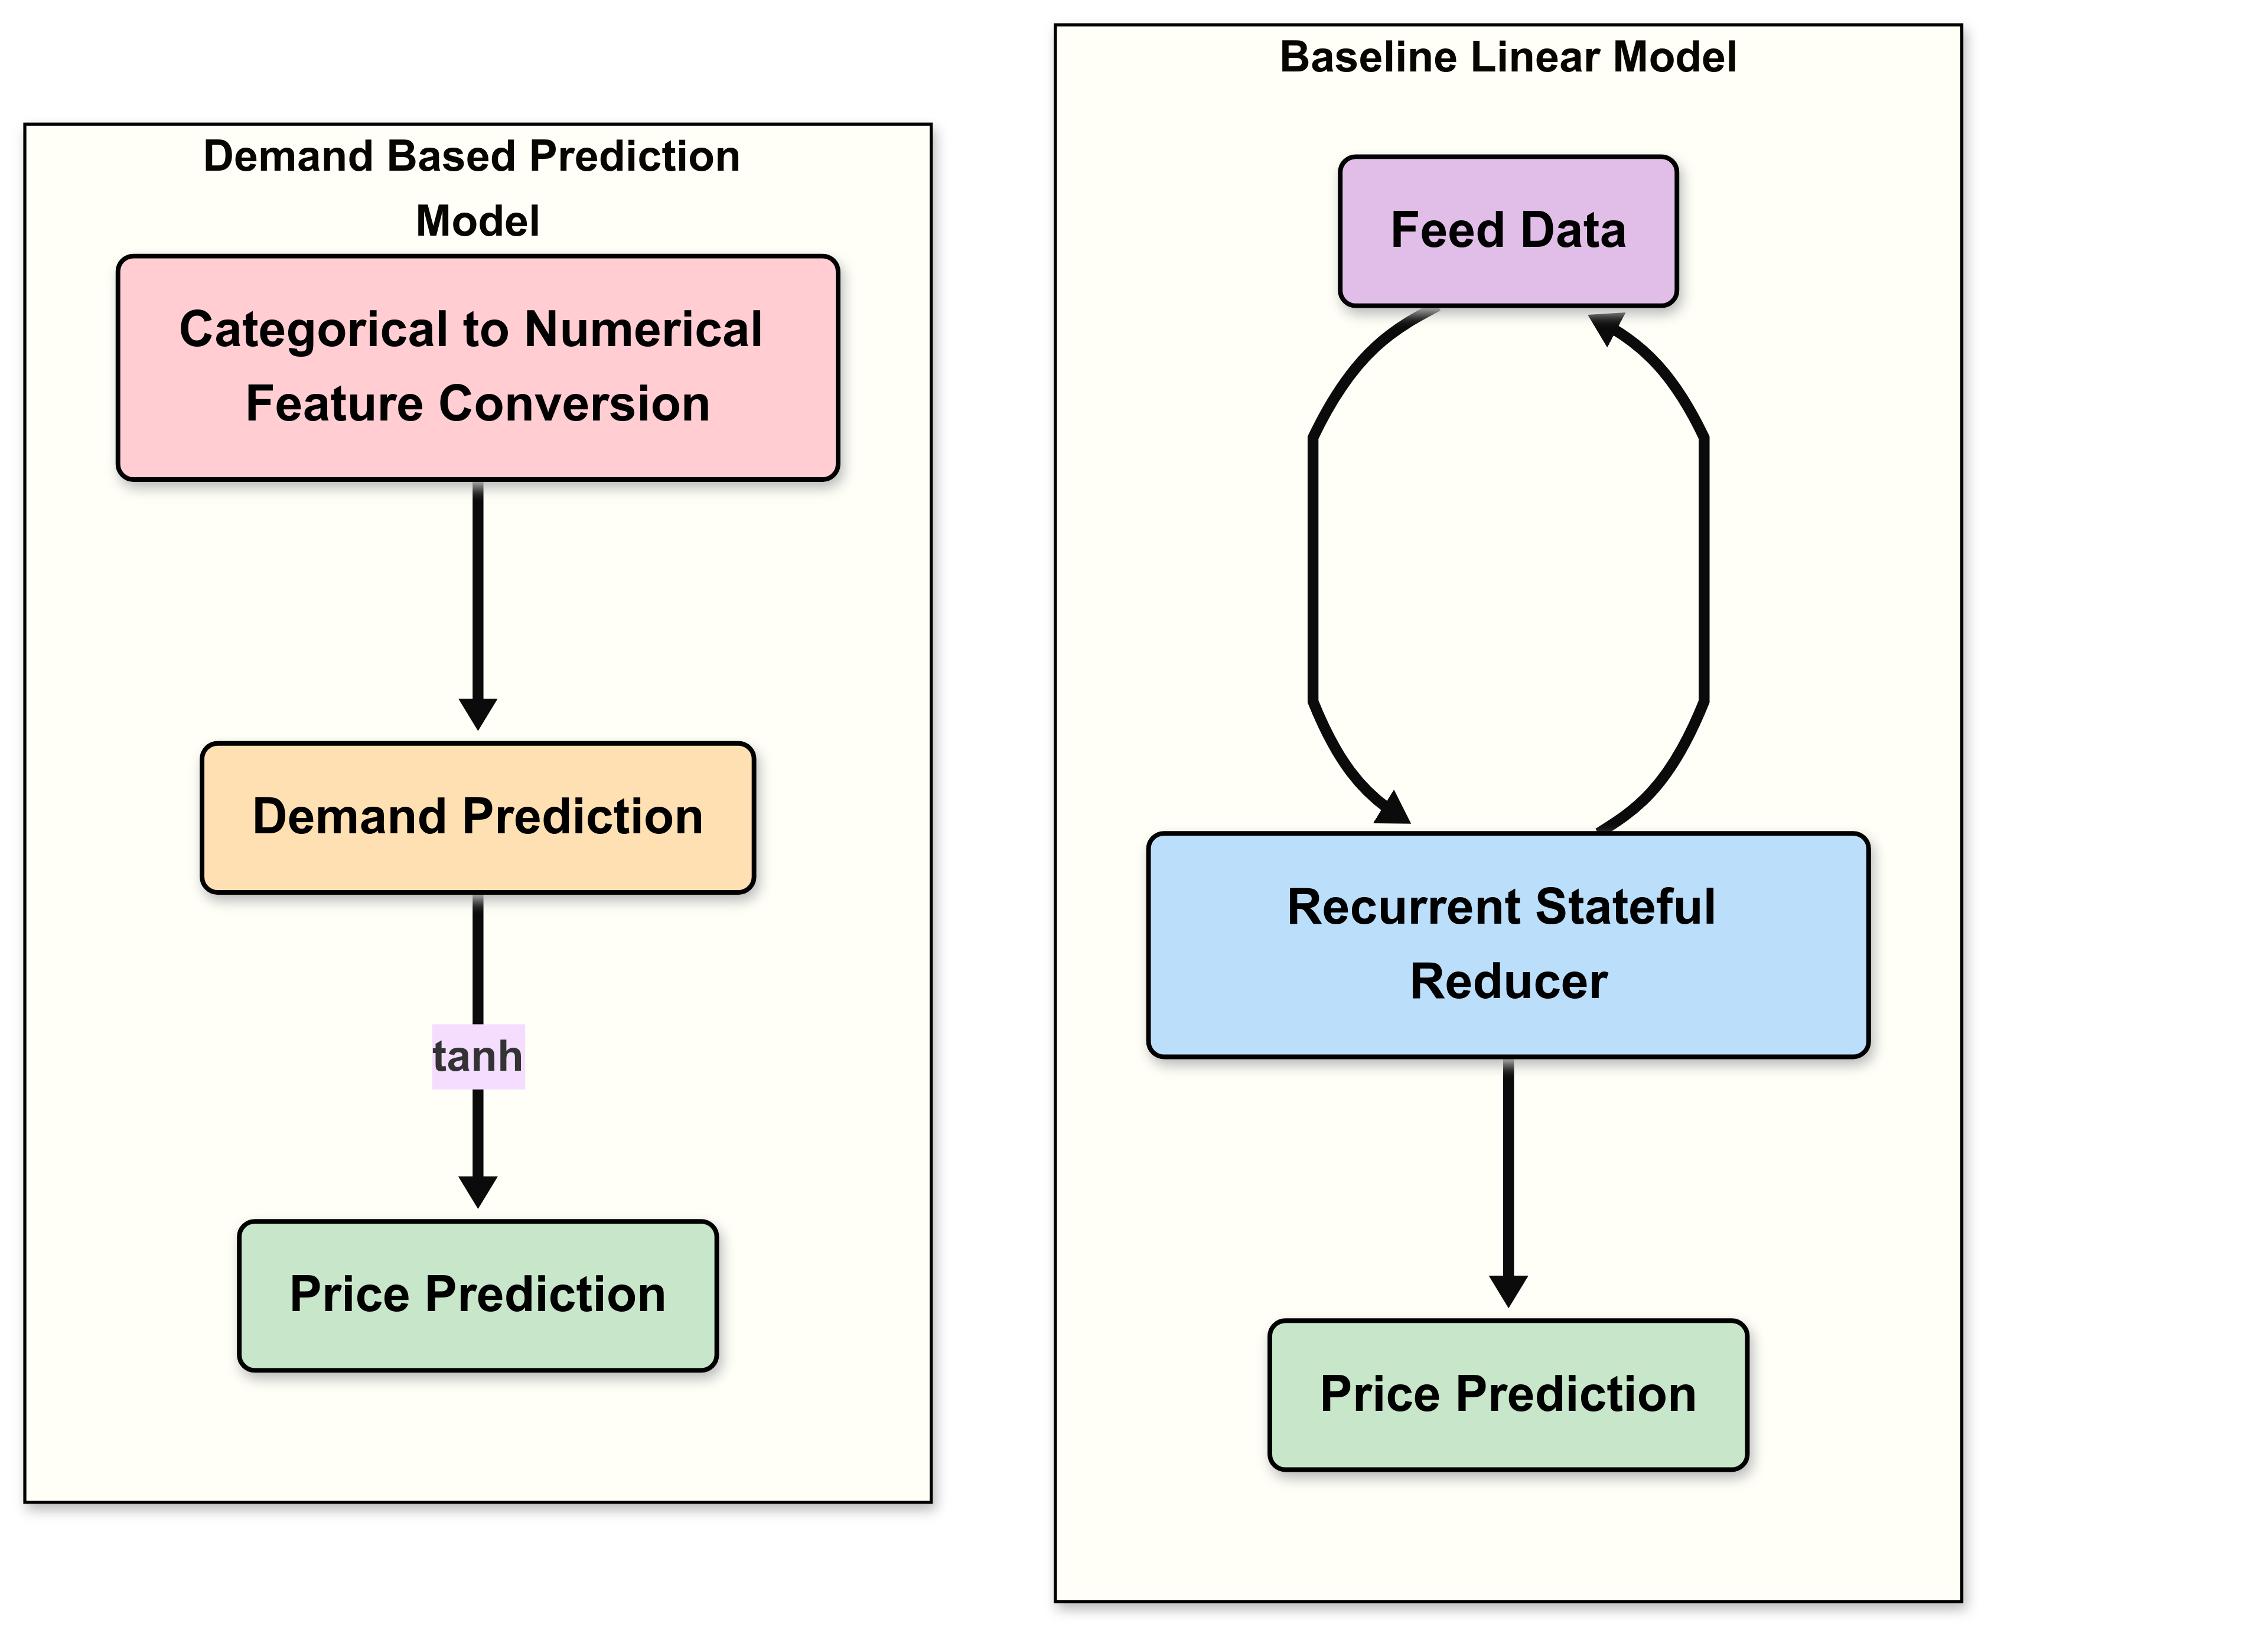 Demand Based Prediction
Model
Categorical to Numerical
Feature Conversion
Demand Prediction
tanh
Price Prediction
Baseline Linear Model
Feed Data
Recurrent Stateful
Reducer
Price Prediction